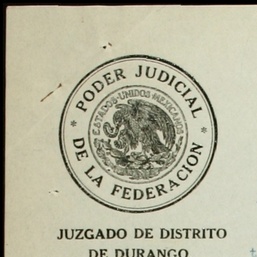 PODER JUDICIAL
DE LA FEDERACION
ESTADOS UNIDOS MEXICANOS
JUZGADO DE DISTRITO
DE DURANGO